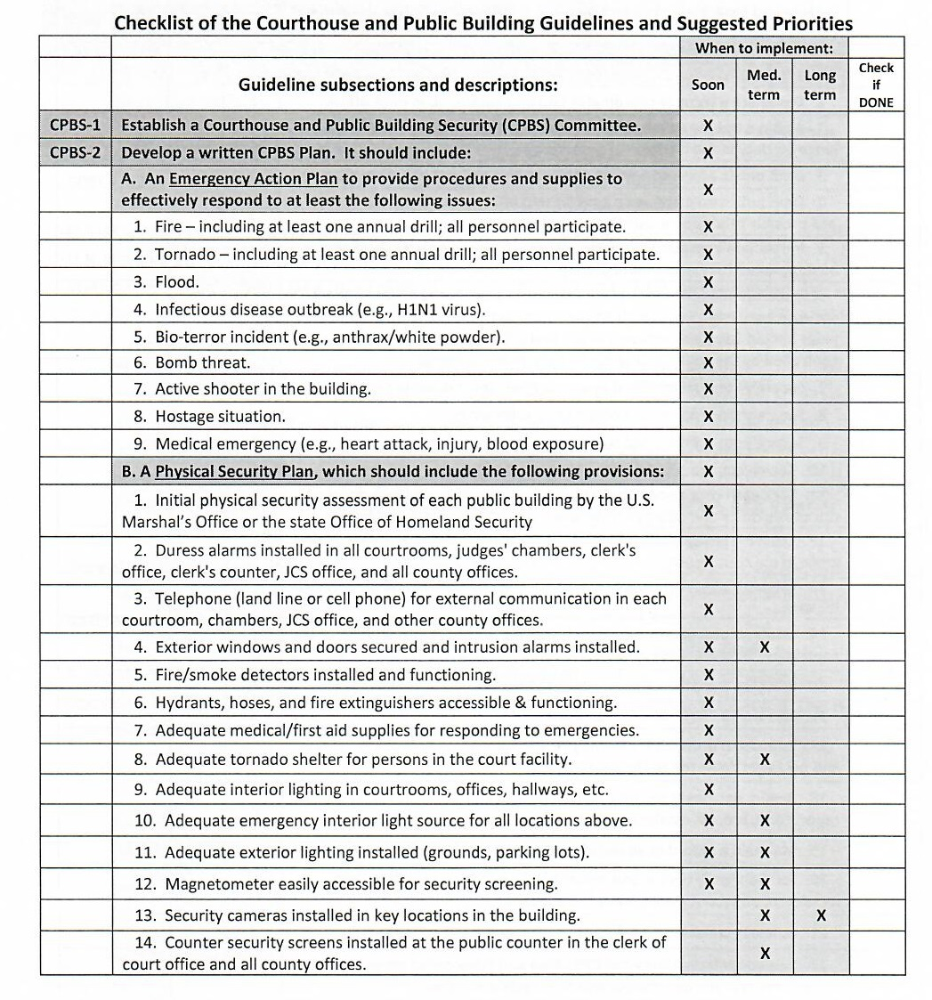 Checklist of the Courthouse and Public Building Guidelines and Suggested Priorities
When to implement:
Guideline subsections and descriptions: Soon Med. term Long term Check if DONE
CPBS-1 Establish a Courthouse and Public Building Security (CPBS) Committee. X
CPBS-2 Develop a written CPBS Plan. It should include: X
A. An Emergency Action Plan to provide procedures and supplies to
effectively respond to at least the following issues: X
1. Fire – including at least one annual drill; all personnel participate. X
2. Tornado – including at least one annual drill; all personnel participate. X
3. Flood. X
4. Infectious disease outbreak (e.g., H1N1 virus). X
5. Bio-terror incident (e.g., anthrax/white powder). X
6. Bomb threat. X
7. Active shooter in the building. X
8. Hostage situation. X
9. Medical emergency (e.g., heart attack, injury, blood exposure) X
B. A Physical Security Plan, which should include the following provisions: X
1. Initial physical security assessment of each public building by the U.S.
Marshal's Office or the state Office of Homeland Security X
2. Duress alarms installed in all courtrooms, judges' chambers, clerk's
office, clerk's counter, JCS office, and all county offices. X
3. Telephone (land line or cell phone) for external communication in each
courtroom, chambers, JCS office, and other county offices. X
4. Exterior windows and doors secured and intrusion alarms installed. X X
5. Fire/smoke detectors installed and functioning. X
6. Hydrants, hoses, and fire extinguishers accessible & functioning. X
7. Adequate medical/first aid supplies for responding to emergencies. X
8. Adequate tornado shelter for persons in the court facility. X X
9. Adequate interior lighting in courtrooms, offices, hallways, etc. X
10. Adequate emergency interior light source for all locations above. X X
11. Adequate exterior lighting installed (grounds, parking lots). X X
12. Magnetometer easily accessible for security screening. X X
13. Security cameras installed in key locations in the building. X X
14. Counter security screens installed at the public counter in the clerk of
court office and all county offices. X